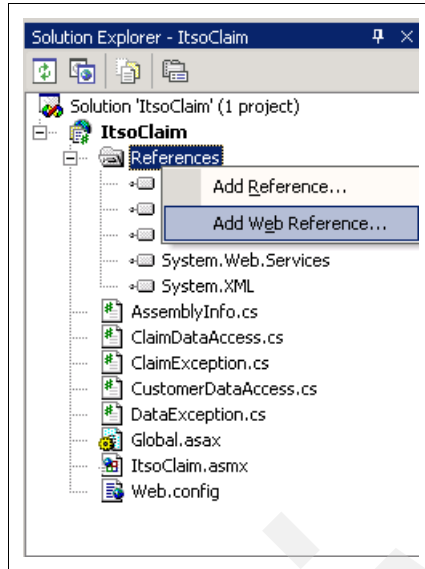 Solution Explorer - ItsoClaim
Solution 'ItsoClaim' (1 project)
ItsoClaim
References
Add Reference...
Add Web Reference...
System.Web.Services
System.XML
AssemblyInfo.cs
ClaimDataAccess.cs
ClaimException.cs
CustomerDataAccess.cs
DataException.cs
Global.asax
ItsoClaim.asmx
Web.config